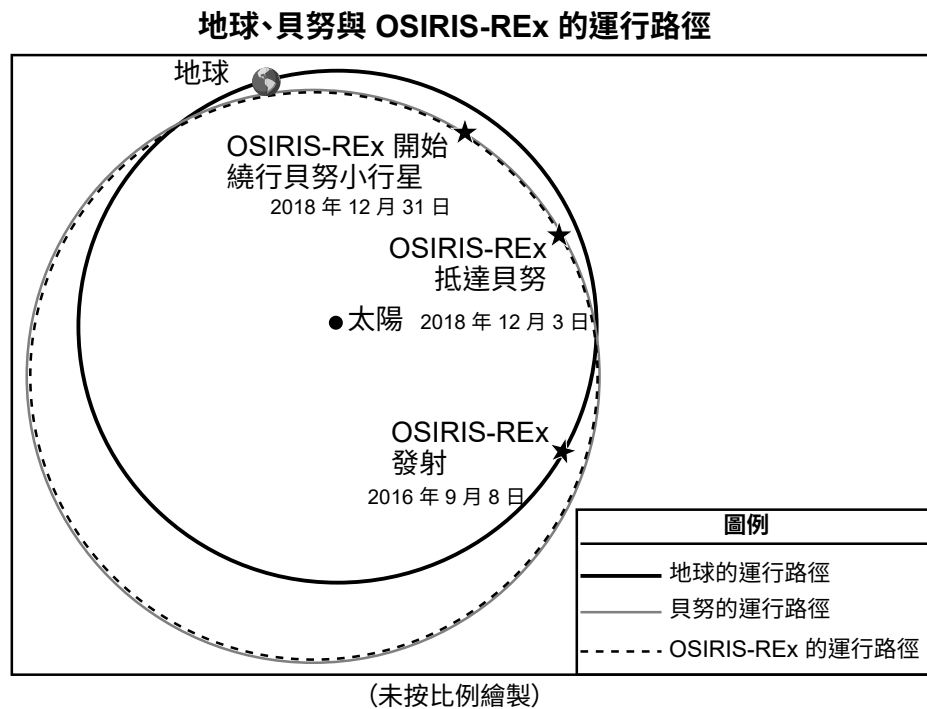 地球、貝努與 OSIRIS-REx 的運行路徑
地球
OSIRIS-REx 開始
繞行貝努小行星
2018 年 12 月 31 日
OSIRIS-REx
抵達貝努
太陽
2018 年 12 月 3 日
OSIRIS-REx
發射
2016 年 9 月 8 日
圖例
地球的運行路徑
貝努的運行路徑
OSIRIS-REx 的運行路徑
（未按比例繪製）